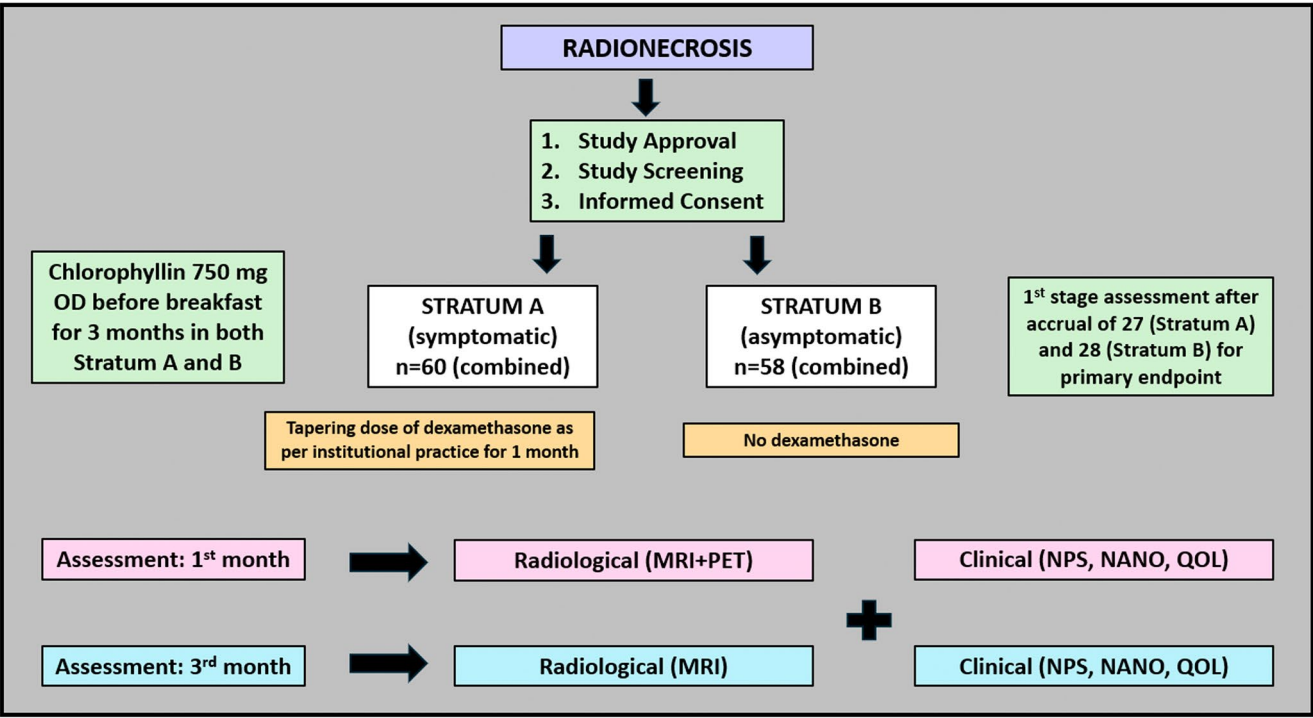 RADIONECROSIS
1. Study Approval
2. Study Screening
3. Informed Consent
Chlorophyllin 750 mg
OD before breakfast
for 3 months in both
Stratum A and B
STRATUM A
(symptomatic)
n=60 (combined)
STRATUM B
(asymptomatic)
n=58 (combined)
1st stage assessment after
accrual of 27 (Stratum A)
and 28 (Stratum B) for
primary endpoint
Tapering dose of dexamethasone as
per institutional practice for 1 month
No dexamethasone
Assessment: 1st month
Radiological (MRI+PET)
Clinical (NPS, NANO, QOL)
Assessment: 3rd month
Radiological (MRI)
Clinical (NPS, NANO, QOL)